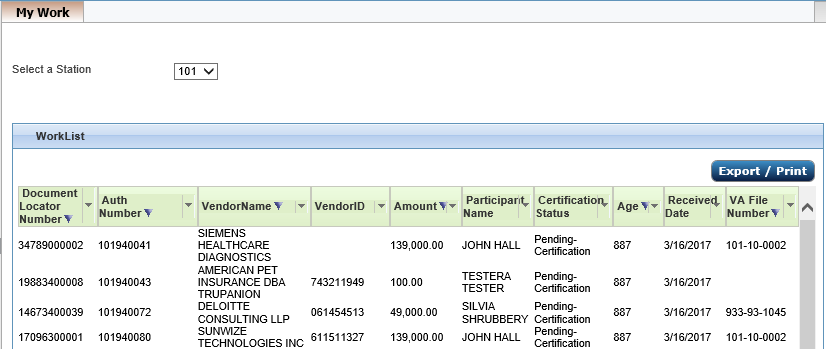 My Work
Select a Station 101
WorkList
Export / Print
Document Locator Number Auth Number VendorName VendorID Amount Participant Name Certification Status Age Received Date VA File Number
34789000002 101940041 SIEMENS HEALTHCARE DIAGNOSTICS 139,000.00 JOHN HALL Pending-Certification 887 3/16/2017 101-10-0002
19883400008 101940043 AMERICAN PET INSURANCE DBA TRUPANION 743211949 100.00 TESTERA TESTER Pending-Certification 887 3/16/2017
14673400039 101940072 DELOITTE CONSULTING LLP 061454513 49,000.00 SILVIA SHRUBBERY Pending-Certification 887 3/16/2017 933-93-1045
17096300001 101940080 SUNWIZE TECHNOLOGIES INC 611511327 139,000.00 JOHN HALL Pending-Certification 887 3/16/2017 101-10-0002